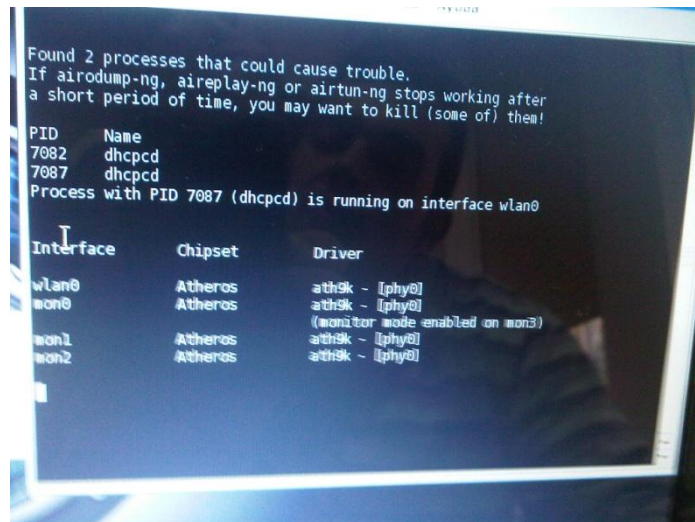 Ayuda
Found 2 processes that could cause trouble.
If airodump-ng, aireplay-ng or airtun-ng stops working after
a short period of time, you may want to kill (some of) them!
PID Name
7082 dhcpcd
7087 dhcpcd
Process with PID 7087 (dhcpcd) is running on interface wlan0
Interface Chipset Driver
wlan0 Atheros ath9k - [phy0]
mon0 Atheros ath9k - [phy0]
(monitor mode enabled on mon3)
mon1 Atheros ath9k - [phy0]
mon2 Atheros ath9k - [phy0]